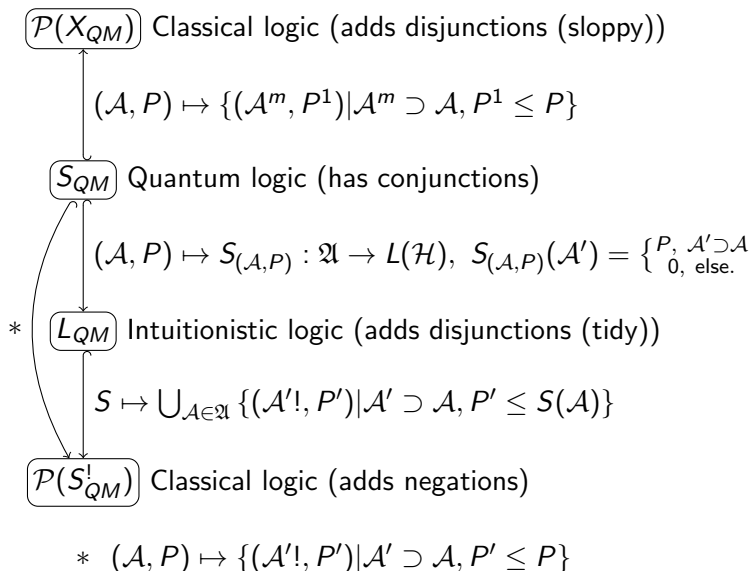 𝒫(X_QM) Classical logic (adds disjunctions (sloppy))
(𝒜, P) ↦ {(𝒜^m, P^1)|𝒜^m ⊃ 𝒜, P^1 ≤ P}
S_QM Quantum logic (has conjunctions)
(𝒜, P) ↦ S_(𝒜,P) : 𝔄 → L(ℋ), S_(𝒜,P)(𝒜′) = { P, 𝒜′⊃𝒜
0, else.
* L_QM Intuitionistic logic (adds disjunctions (tidy))
S ↦ ⋃_{𝒜∈𝔄} {(𝒜′!, P′)|𝒜′ ⊃ 𝒜, P′ ≤ S(𝒜)}
𝒫(S^!_QM) Classical logic (adds negations)
* (𝒜, P) ↦ {(𝒜′!, P′)|𝒜′ ⊃ 𝒜, P′ ≤ P}